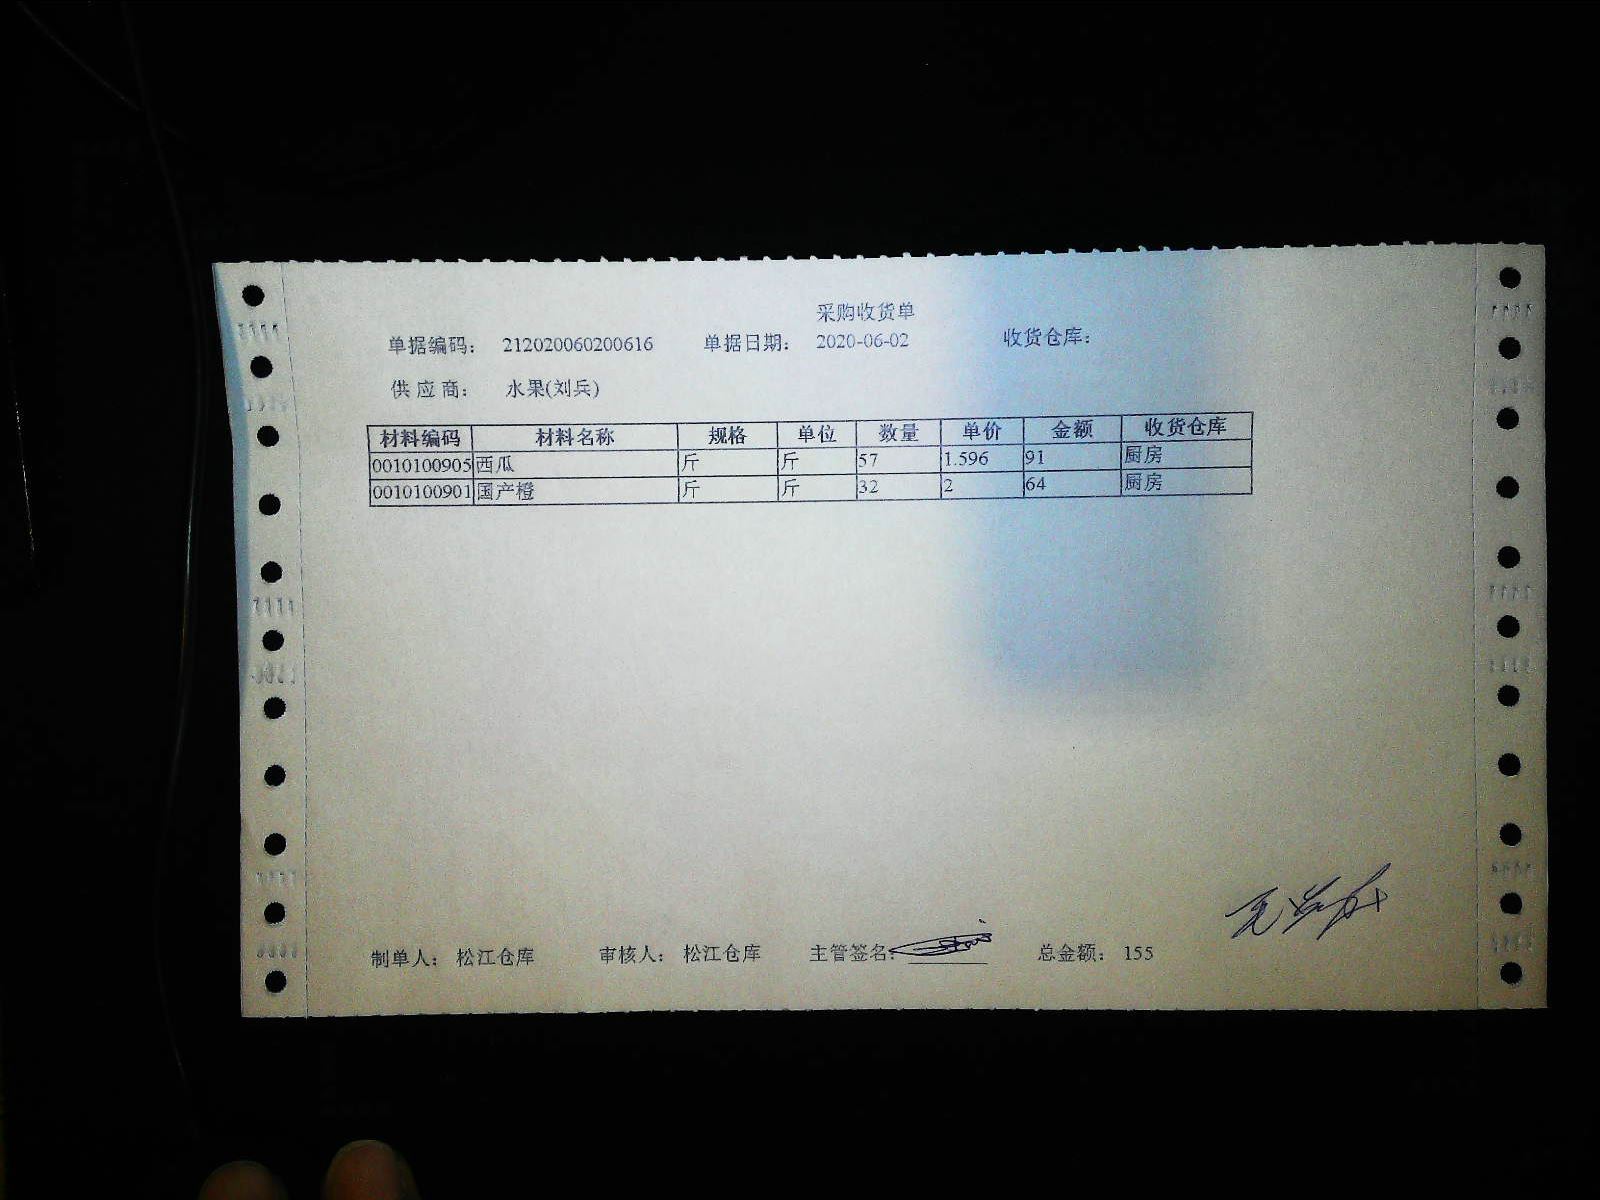 采购收货单
单据编码: 212020060200616 单据日期: 2020-06-02 收货仓库:
供 应 商: 水果(刘兵)
材料编码 材料名称 规格 单位 数量 单价 金额 收货仓库
0010100905 西瓜 斤 斤 57 1.596 91 厨房
0010100901 国产橙 斤 斤 32 2 64 厨房
制单人: 松江仓库 审核人: 松江仓库 主管签名: 总金额: 155